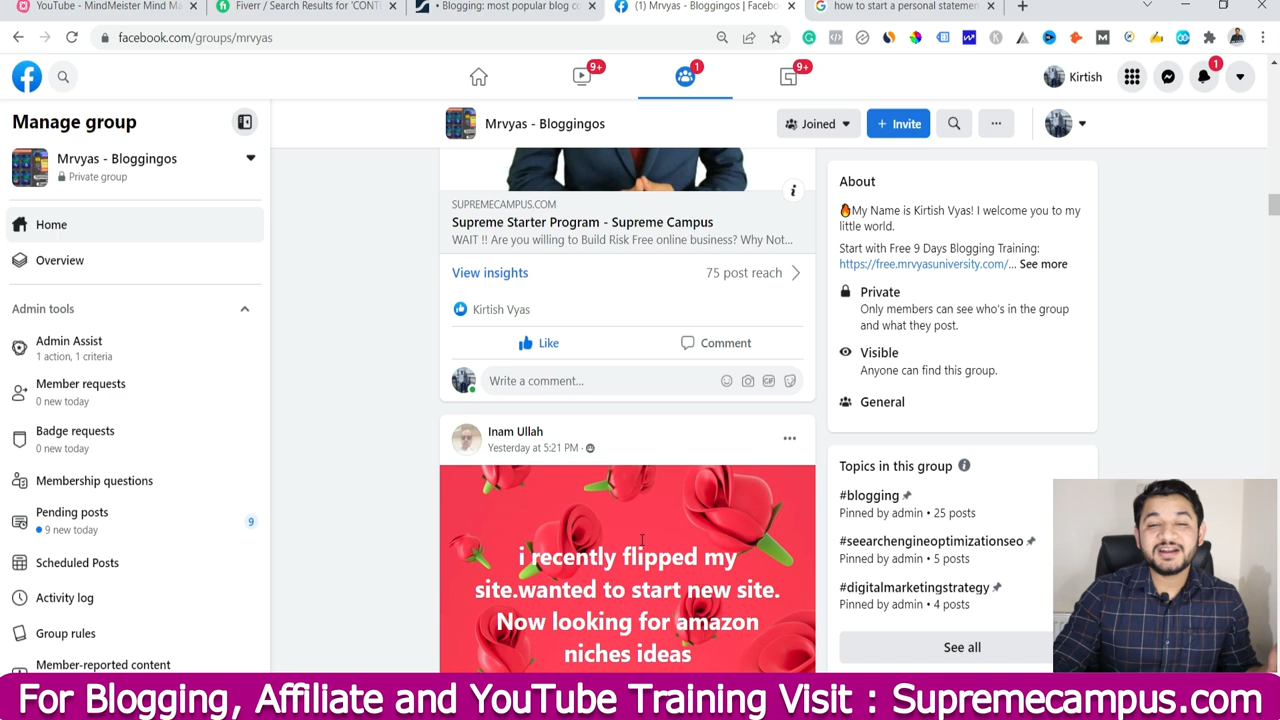 YouTube - MindMeister Mind Ma
Fiverr / Search Results for 'CONT
• Blogging: most popular blog co
(1) Mrvyas - Bloggingos | Facebo
how to start a personal statemen
facebook.com/groups/mrvyas
9+
1
9+
Kirtish
1
Manage group
Mrvyas - Bloggingos
Private group
Home
Overview
Admin tools
Admin Assist
1 action, 1 criteria
Member requests
0 new today
Badge requests
0 new today
Membership questions
Pending posts
9 new today
9
Scheduled Posts
Activity log
Group rules
Member-reported content
Mrvyas - Bloggingos
Joined
+ Invite
SUPREMECAMPUS.COM
Supreme Starter Program - Supreme Campus
WAIT !! Are you willing to Build Risk Free online business? Why Not...
View insights
75 post reach
Kirtish Vyas
Like
Comment
Write a comment...
GIF
Inam Ullah
Yesterday at 5:21 PM ·
i recently flipped my
site.wanted to start new site.
Now looking for amazon
niches ideas
About
🔥My Name is Kirtish Vyas! I welcome you to my
little world.
Start with Free 9 Days Blogging Training:
https://free.mrvyasuniversity.com/... See more
Private
Only members can see who's in the group
and what they post.
Visible
Anyone can find this group.
General
Topics in this group
#blogging
Pinned by admin • 25 posts
#seearchengineoptimizationseo
Pinned by admin • 5 posts
#digitalmarketingstrategy
Pinned by admin • 4 posts
See all
For Blogging, Affiliate and YouTube Training Visit : Supremecampus.com